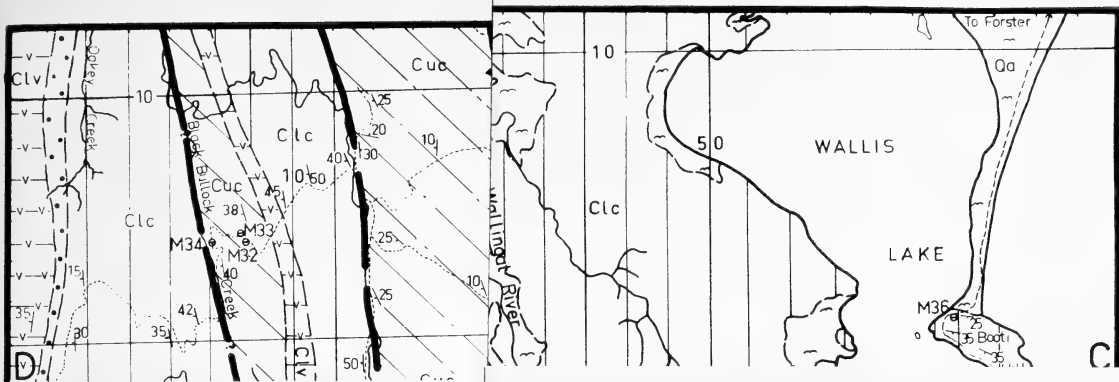 Clv
Creek
10
Clc
Black Bullock
Creek
Cuc
38
M33
M34
M32
40
42
35
15
35
30
D
Clc
10
50
45
Clv
40
30
25
20
10
Cuc
25
25
10
50
10
50
Clc
Wallingat River
WALLIS
LAKE
To Forster
Qa
M36
25
35 Booti
35
C